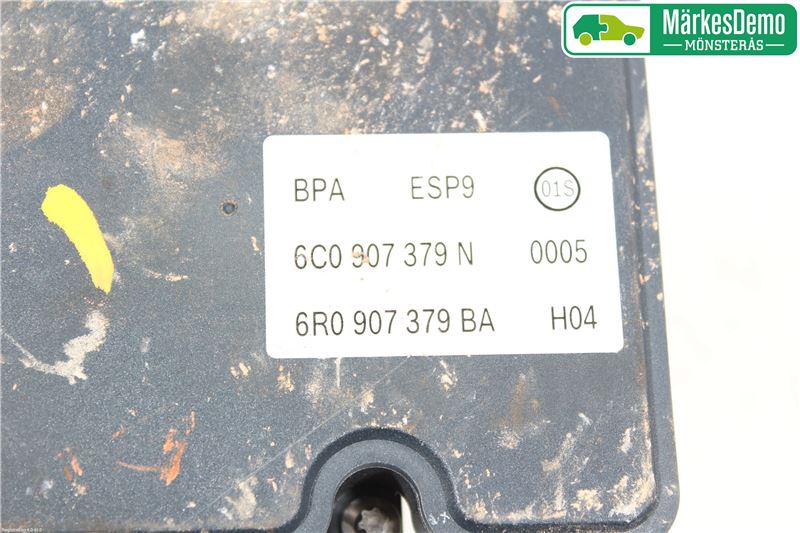 MärkesDemo
MÖNSTERÅS
BPA ESP9 01S
6C0 907 379 N 0005
6R0 907 379 BA H04